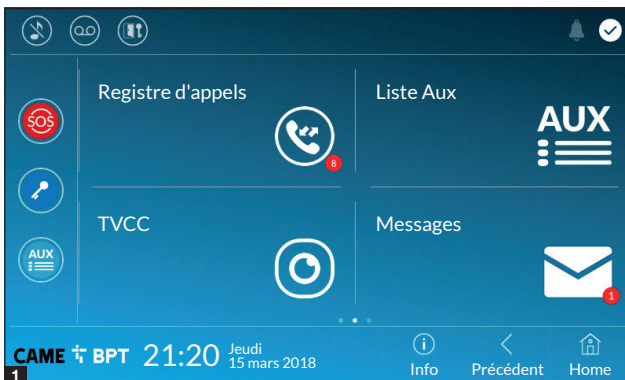 SOS
AUX
Registre d'appels
8
Liste Aux
AUX
TVCC
Messages
1
CAME BPT 21:20 Jeudi
15 mars 2018
Info Précédent Home
1